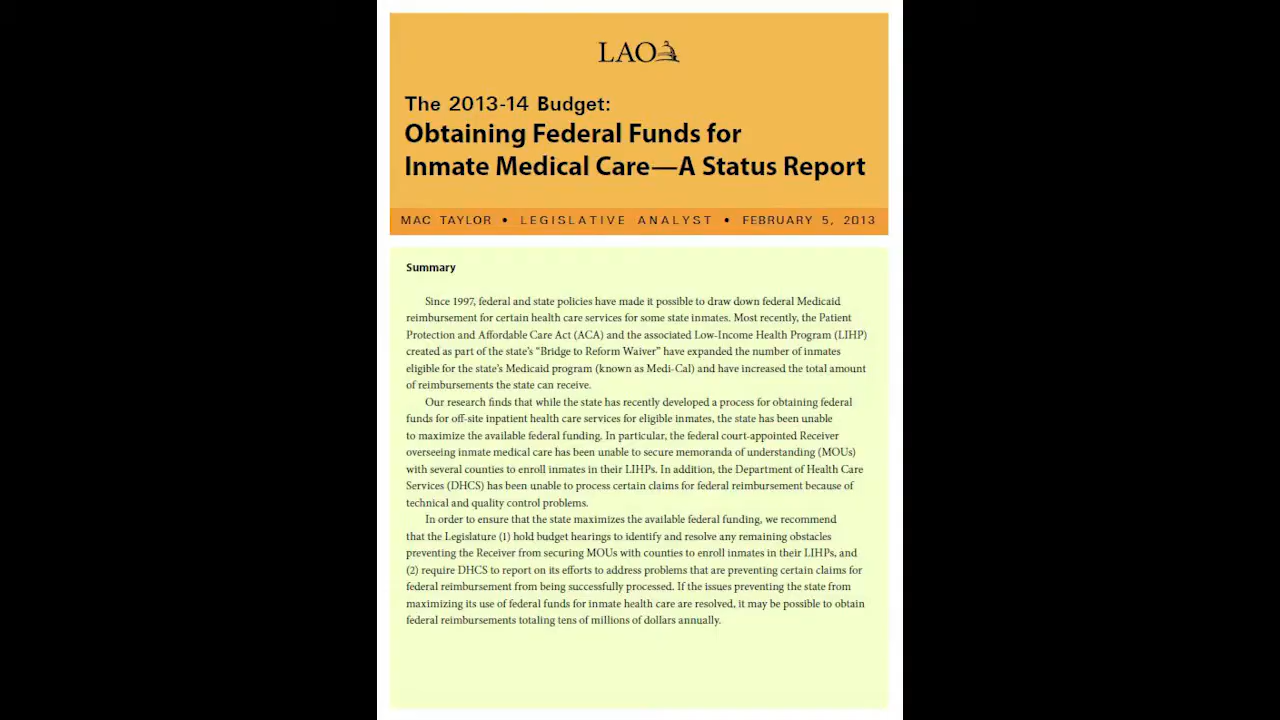 LAO
The 2013-14 Budget:
Obtaining Federal Funds for
Inmate Medical Care—A Status Report
MAC TAYLOR • LEGISLATIVE ANALYST • FEBRUARY 5, 2013
Summary
Since 1997, federal and state policies have made it possible to draw down federal Medicaid
reimbursement for certain health care services for some state inmates. Most recently, the Patient
Protection and Affordable Care Act (ACA) and the associated Low-Income Health Program (LIHP)
created as part of the state's “Bridge to Reform Waiver” have expanded the number of inmates
eligible for the state's Medicaid program (known as Medi-Cal) and have increased the total amount
of reimbursements the state can receive.
Our research finds that while the state has recently developed a process for obtaining federal
funds for off-site inpatient health care services for eligible inmates, the state has been unable
to maximize the available federal funding. In particular, the federal court-appointed Receiver
overseeing inmate medical care has been unable to secure memoranda of understanding (MOUs)
with several counties to enroll inmates in their LIHPs. In addition, the Department of Health Care
Services (DHCS) has been unable to process certain claims for federal reimbursement because of
technical and quality control problems.
In order to ensure that the state maximizes the available federal funding, we recommend
that the Legislature (1) hold budget hearings to identify and resolve any remaining obstacles
preventing the Receiver from securing MOUs with counties to enroll inmates in their LIHPs, and
(2) require DHCS to report on its efforts to address problems that are preventing certain claims for
federal reimbursement from being successfully processed. If the issues preventing the state from
maximizing its use of federal funds for inmate health care are resolved, it may be possible to obtain
federal reimbursements totaling tens of millions of dollars annually.